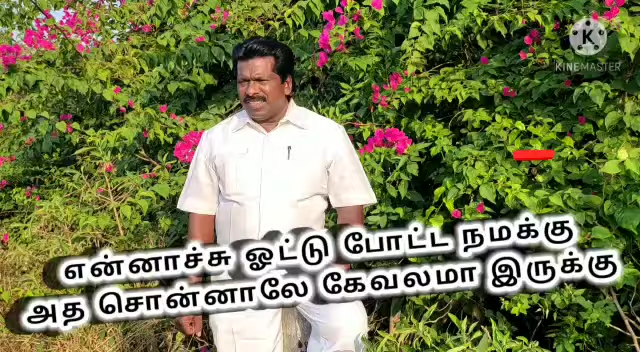 KINEMASTER
என்னாச்சு ஓட்டு போட்ட நமக்கு
அத சொன்னாலே கேவலமா இருக்கு